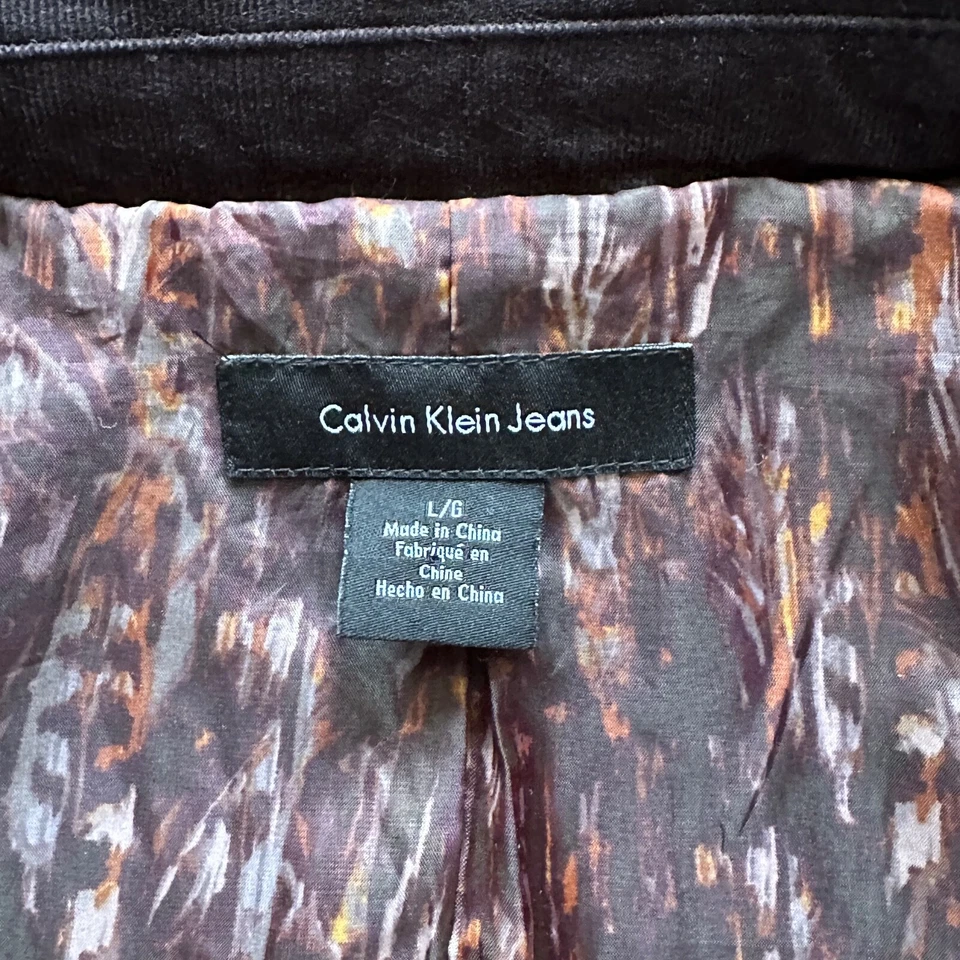 Calvin Klein Jeans
L/G
Made in China
Fabriqué en
Chine
Hecho en China